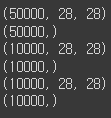 (50000, 28, 28)
(50000,)
(10000, 28, 28)
(10000,)
(10000, 28, 28)
(10000,)